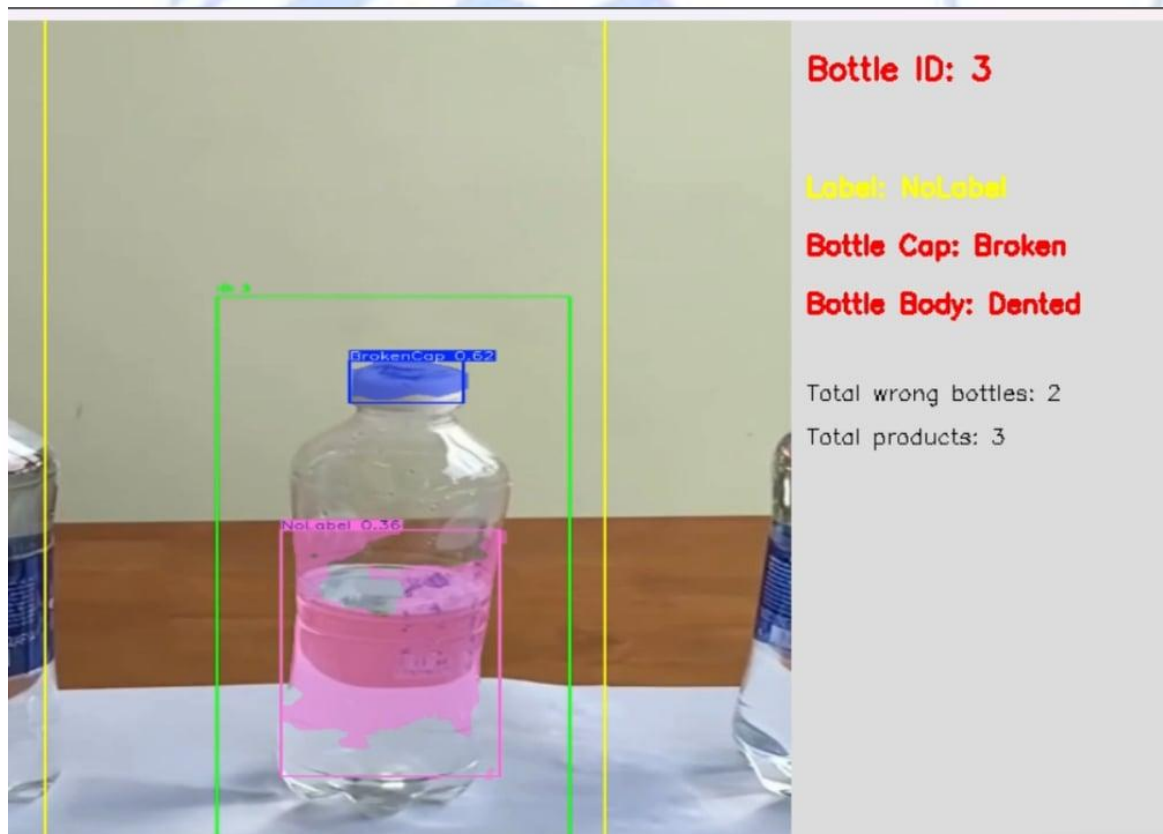 Bottle ID: 3
Label: NoLabel
Bottle Cap: Broken
Bottle Body: Dented
Total wrong bottles: 2
Total products: 3
BrokenCap 0.62
NoLabel 0.36